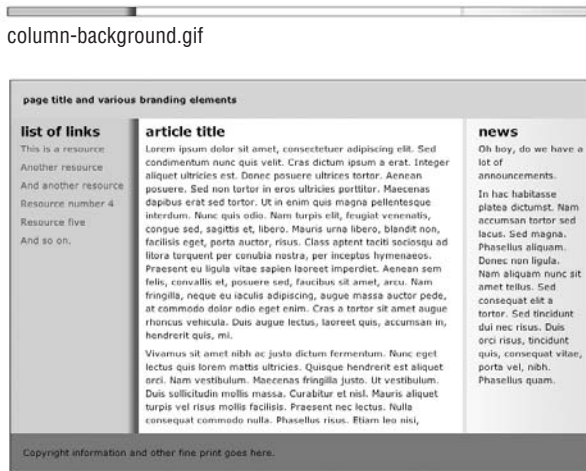 column-background.gif
page title and various branding elements
list of links
This is a resource
Another resource
And another resource
Resource number 4
Resource five
And so on.
article title
Lorem ipsum dolor sit amet, consectetuer adipiscing elit. Sed
condimentum nunc quis velit. Cras dictum ipsum a erat. Integer
aliquet ultricies est. Donec posuere ultrices tortor. Aenean
posuere. Sed non tortor in eros ultricies porttitor. Maecenas
dapibus erat sed tortor. Ut in enim quis magna pellentesque
interdum. Nunc quis odio. Nam turpis elit, feugiat venenatis,
congue sed, sagittis et, libero. Mauris urna libero, blandit non,
facilisis eget, porta auctor, risus. Class aptent taciti sociosqu ad
litora torquent per conubia nostra, per inceptos hymenaeos.
Praesent eu ligula vitae sapien laoreet imperdiet. Aenean sem
felis, convallis et, posuere sed, faucibus sit amet, arcu. Nam
fringilla, neque eu iaculis adipiscing, augue massa auctor pede,
at commodo dolor odio eget enim. Cras a tortor sit amet augue
rhoncus vehicula. Duis augue lectus, laoreet quis, accumsan in,
hendrerit quis, mi.
Vivamus sit amet nibh ac justo dictum fermentum. Nunc eget
lectus quis lorem mattis ultricies. Quisque hendrerit est aliquet
orci. Nam vestibulum. Maecenas fringilla justo. Ut vestibulum.
Duis sollicitudin mollis massa. Curabitur et nisl. Mauris aliquet
turpis vel risus mollis facilisis. Praesent nec lectus. Nulla
consequat commodo nulla. Phasellus risus. Etiam leo nisi,
news
Oh boy, do we have a
lot of
announcements.
In hac habitasse
platea dictumst. Nam
accumsan tortor sed
lacus. Sed magna.
Phasellus aliquam.
Donec non ligula.
Nam aliquam nunc sit
amet tellus. Sed
consequat elit a
tortor. Sed tincidunt
dui nec risus. Duis
orci risus, tincidunt
quis, consequat vitae,
porta vel, nibh.
Phasellus quam.
Copyright information and other fine print goes here.